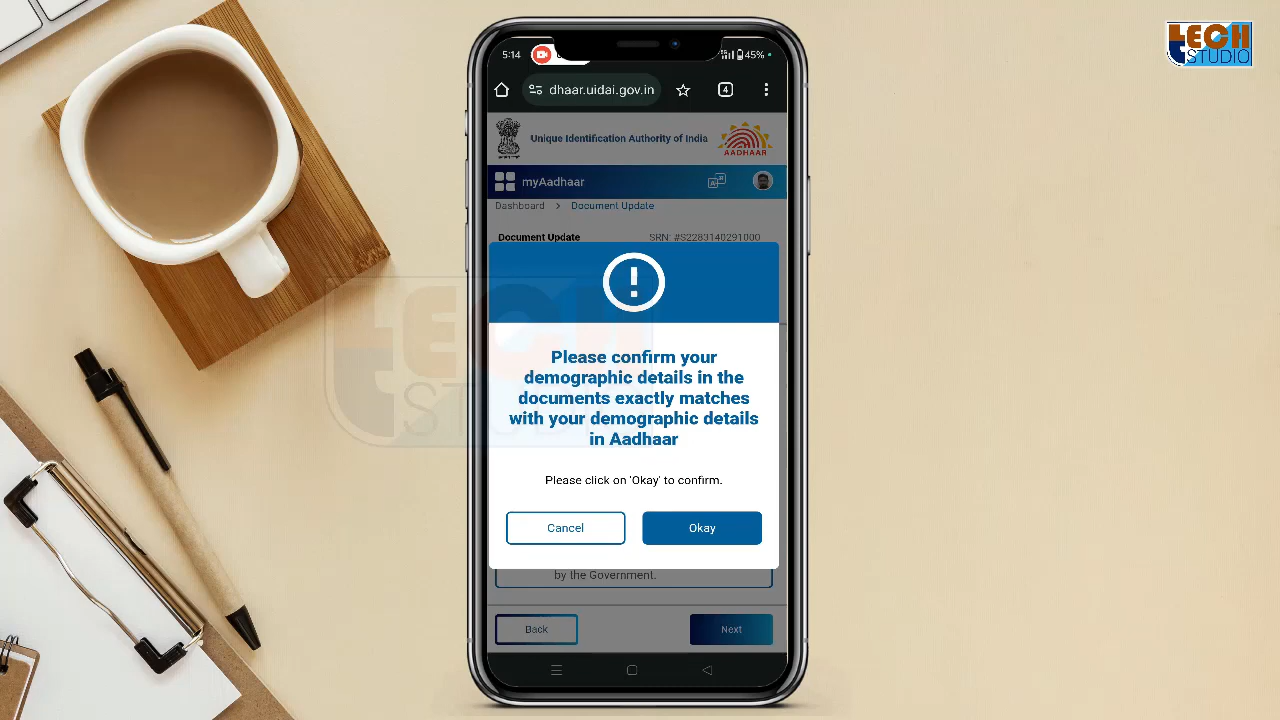 LECH
STUDIO
5:14
45%
dhaar.uidai.gov.in
4
Unique Identification Authority of India
AADHAAR
myAadhaar
Dashboard > Document Update
Document Update
SRN: #S2283140291000
Please confirm your
demographic details in the
documents exactly matches
with your demographic details
in Aadhaar
Please click on 'Okay' to confirm.
Cancel
Okay
by the Government.
Back
Next